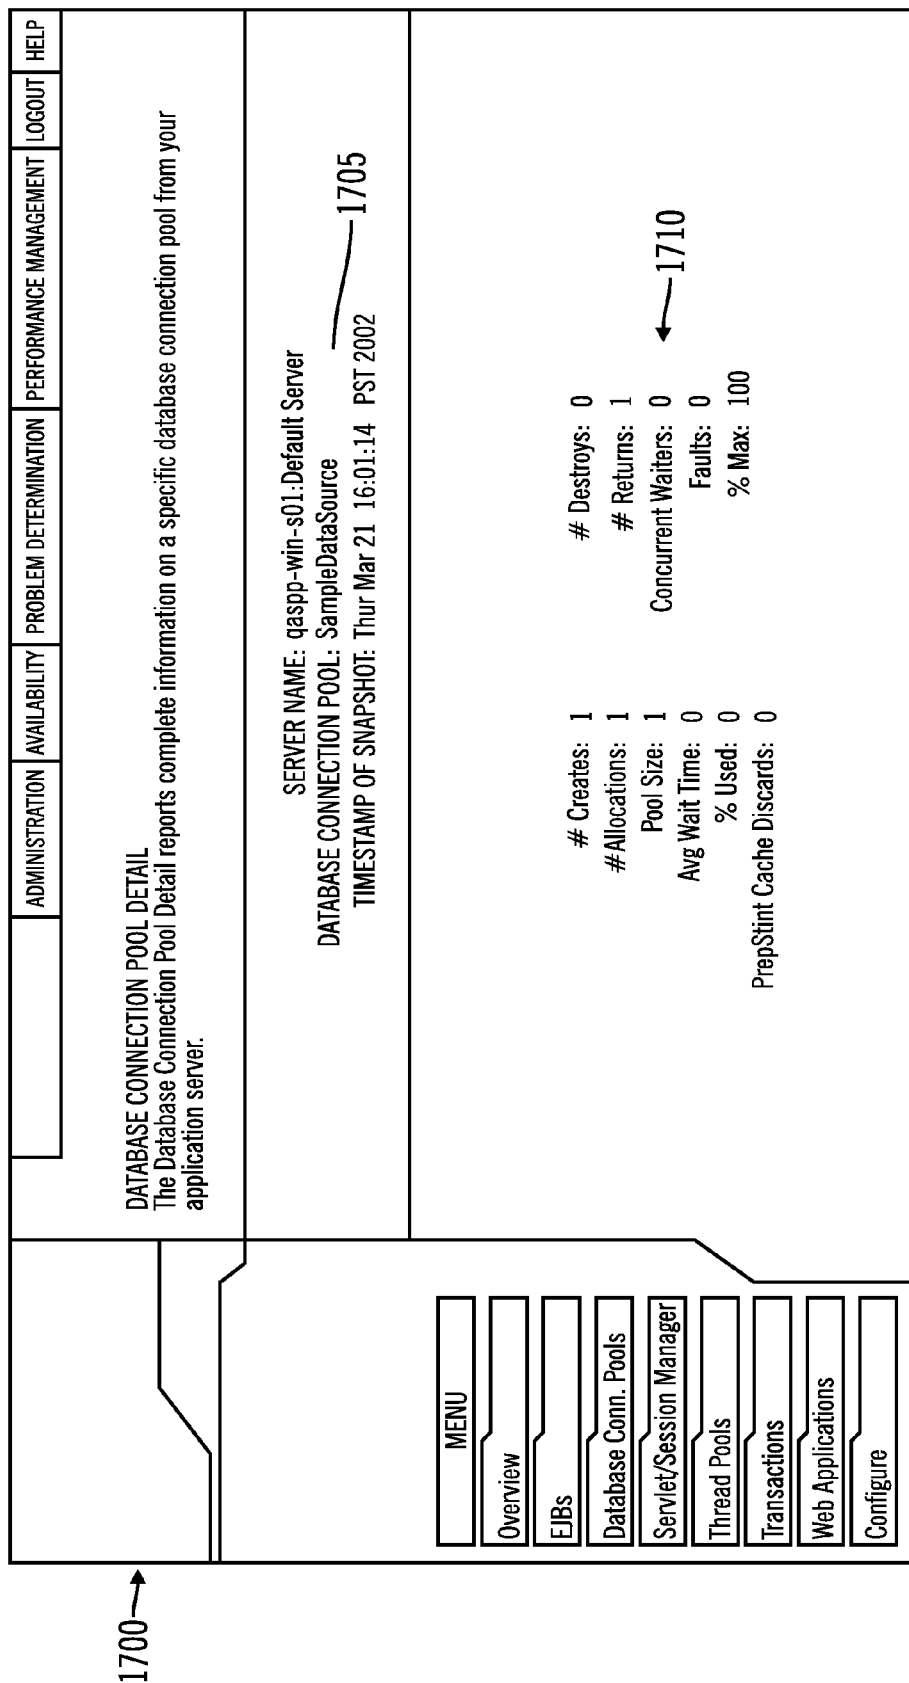 ADMINISTRATION AVAILABILITY PROBLEM DETERMINATION PERFORMANCE MANAGEMENT LOGOUT HELP
1700
DATABASE CONNECTION POOL DETAIL
The Database Connection Pool Detail reports complete information on a specific database connection pool from your
application server.
SERVER NAME: qaspp-win-s01:Default Server
DATABASE CONNECTION POOL: SampleDataSource
TIMESTAMP OF SNAPSHOT: Thur Mar 21 16:01:14 PST 2002
1705
MENU
Overview
EJBs
Database Conn. Pools
Servlet/Session Manager
Thread Pools
Transactions
Web Applications
Configure
# Creates: 1 # Destroys: 0
#Allocations: 1 # Returns: 1
Pool Size: 1 Concurrent Waiters: 0
Avg Wait Time: 0 Faults: 0
% Used: 0 % Max: 100
PrepStint Cache Discards: 0
1710